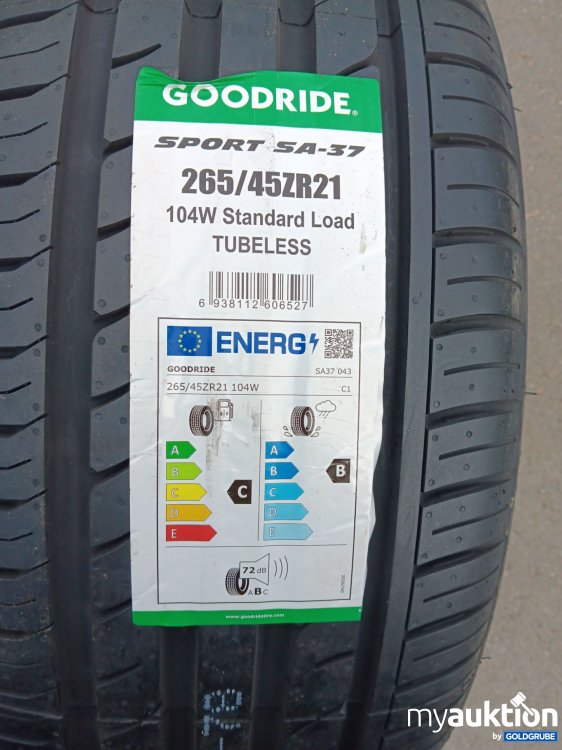 GOODRIDE®
SPORT SA-37
265/45ZR21
104W Standard Load
TUBELESS
6 938112 606527
ENERG
GOODRIDE SA37 043
265/45ZR21 104W C1
A A
B B B
C C C
D D
E E
72 dB
A B C
www.goodridetire.com
myauktion
by GOLDGRUBE